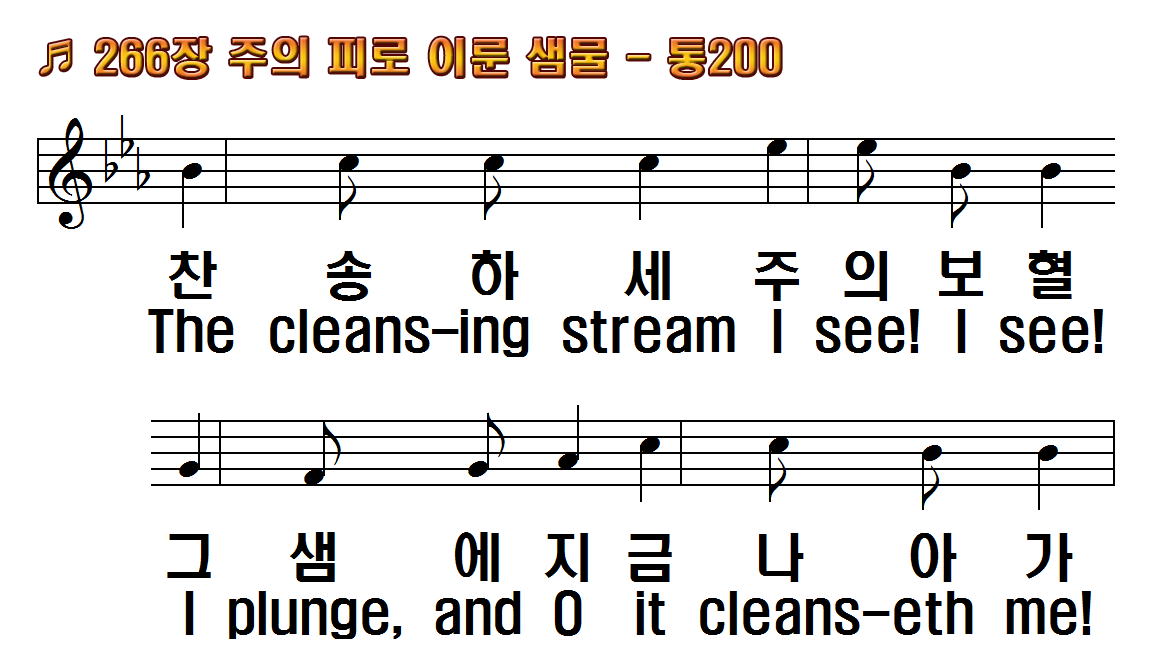 ♬ 266장 주의 피로 이룬 샘물 - 통200
찬 송 하 세 주 의 보 혈
The cleans-ing stream I see! I see!
그 샘 에 지 금 나 아 가
I plunge, and O it cleans-eth me!